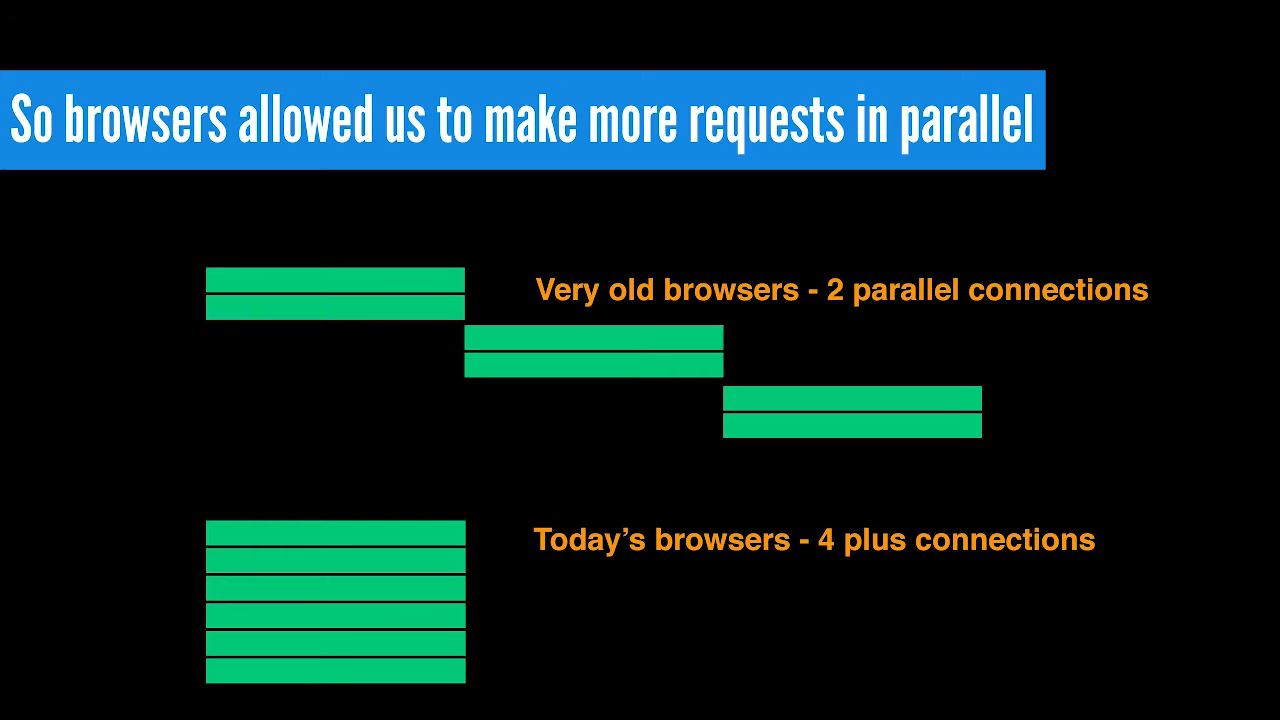 So browsers allowed us to make more requests in parallel
Very old browsers - 2 parallel connections
Today’s browsers - 4 plus connections